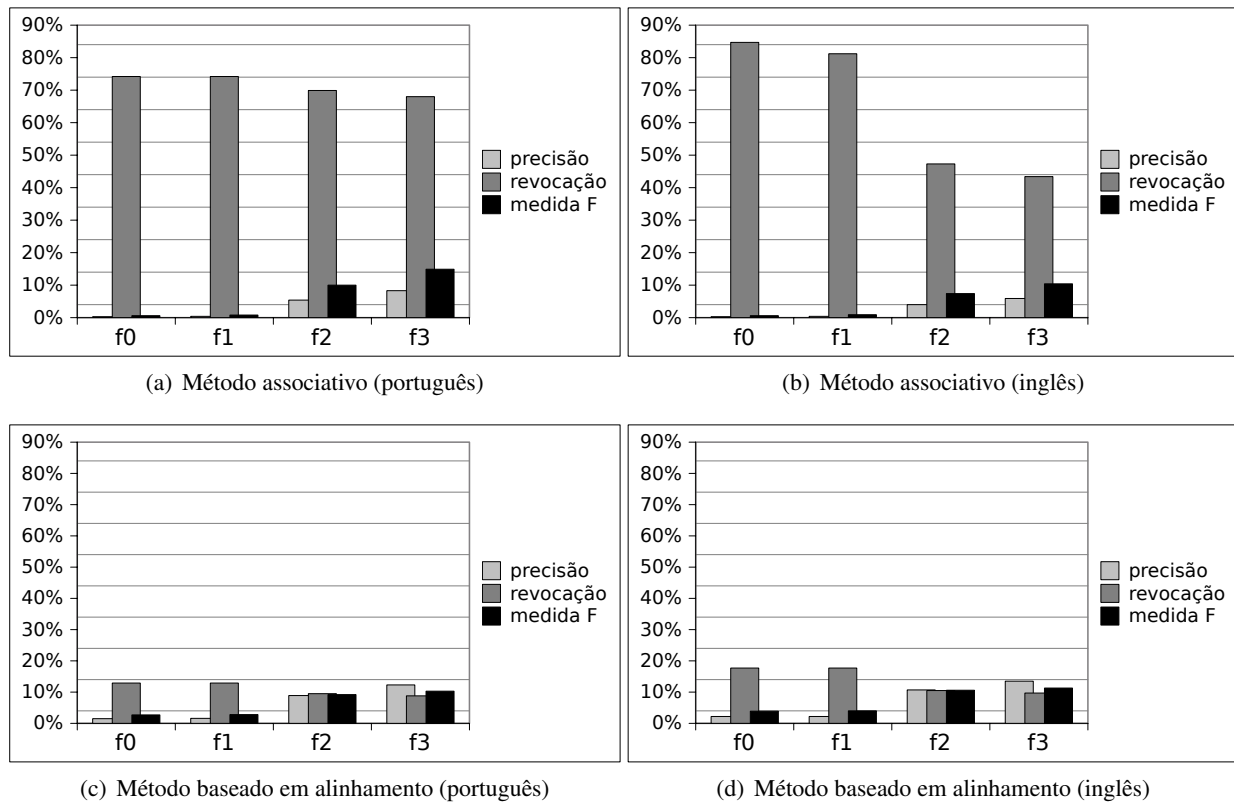 90%
80%
70%
60%
50%
40%
30%
20%
10%
0%
f0 f1 f2 f3
precisão
revocação
medida F
(a) Método associativo (português)
90%
80%
70%
60%
50%
40%
30%
20%
10%
0%
f0 f1 f2 f3
precisão
revocação
medida F
(b) Método associativo (inglês)
90%
80%
70%
60%
50%
40%
30%
20%
10%
0%
f0 f1 f2 f3
precisão
revocação
medida F
(c) Método baseado em alinhamento (português)
90%
80%
70%
60%
50%
40%
30%
20%
10%
0%
f0 f1 f2 f3
precisão
revocação
medida F
(d) Método baseado em alinhamento (inglês)